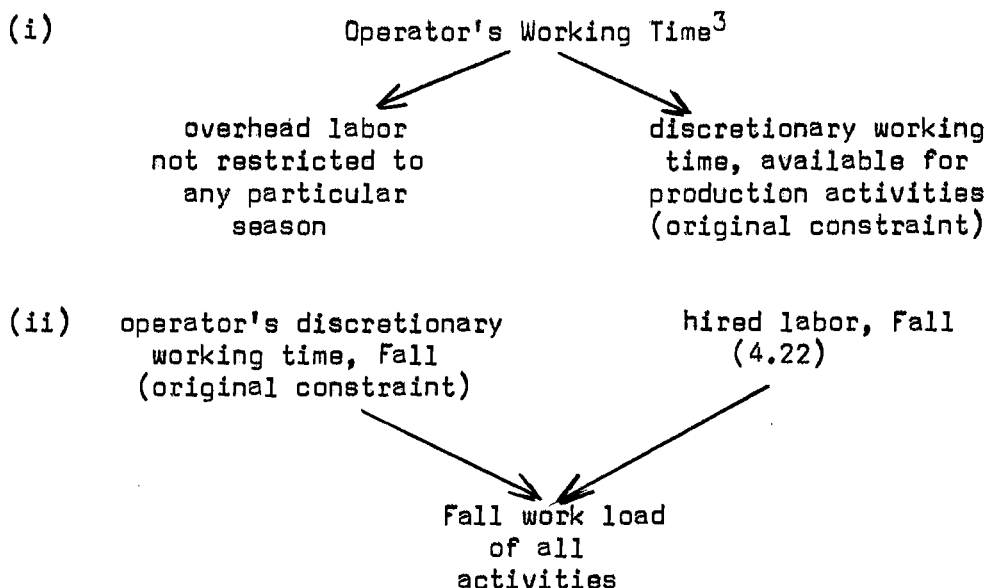 (i) Operator's Working Time3
overhead labor
not restricted to
any particular
season
discretionary working
time, available for
production activities
(original constraint)
(ii) operator's discretionary
working time, Fall
(original constraint)
hired labor, Fall
(4.22)
Fall work load
of all
activities